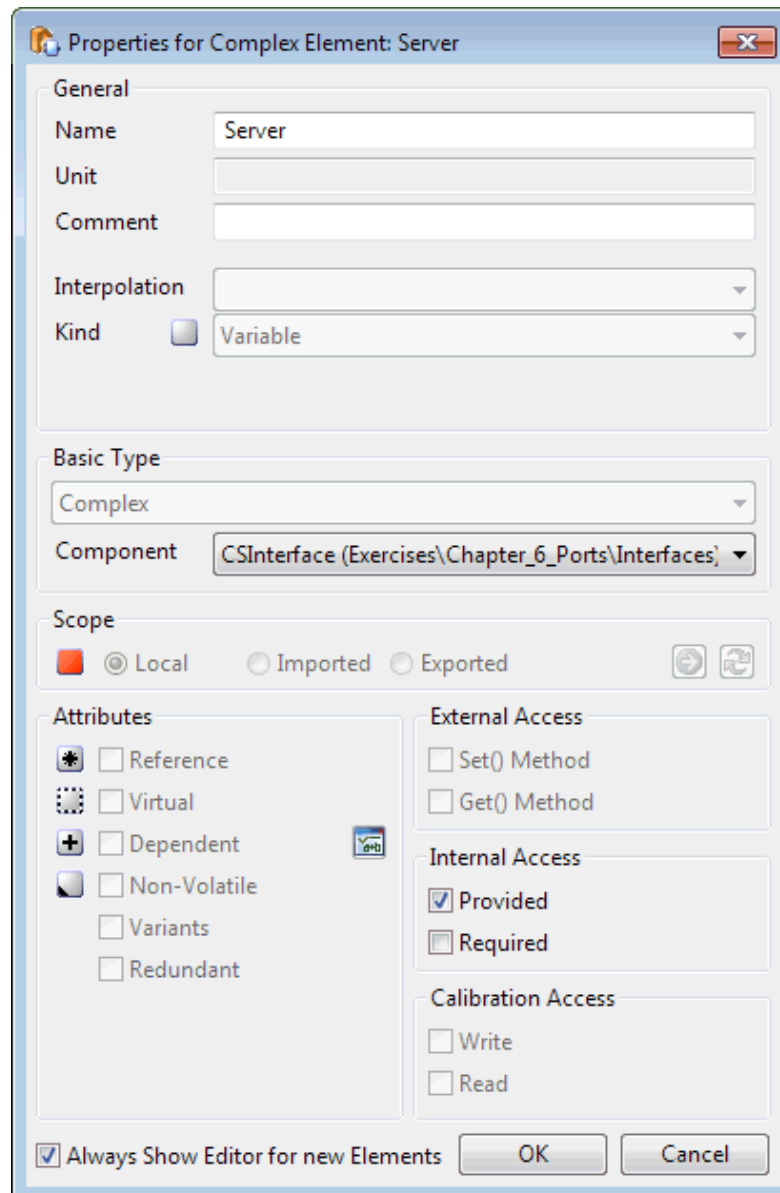 Properties for Complex Element: Server
General
Name Server
Unit
Comment
Interpolation
Kind Variable
Basic Type
Complex
Component CSInterface (Exercises\Chapter_6_Ports\Interfaces)
Scope
Local Imported Exported
Attributes
Reference
Virtual
Dependent
Non-Volatile
Variants
Redundant
External Access
Set() Method
Get() Method
Internal Access
Provided
Required
Calibration Access
Write
Read
Always Show Editor for new Elements OK Cancel